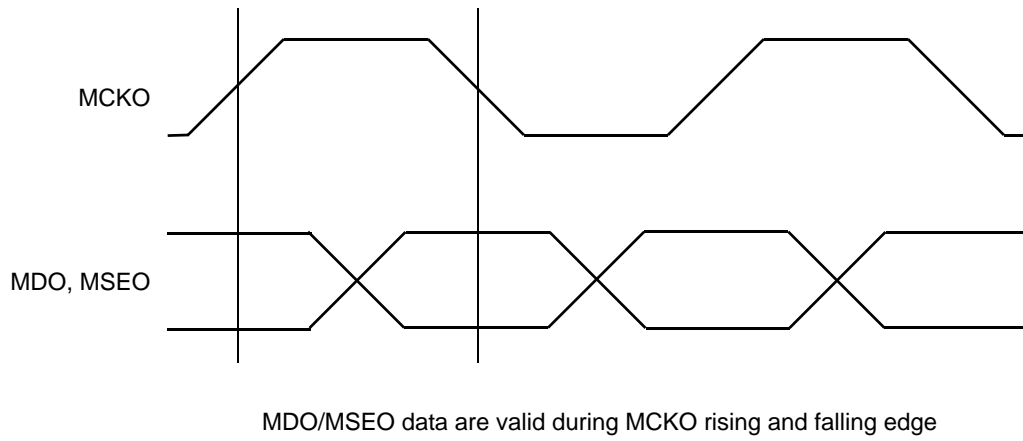 MCKO
MDO, MSEO
MDO/MSEO data are valid during MCKO rising and falling edge